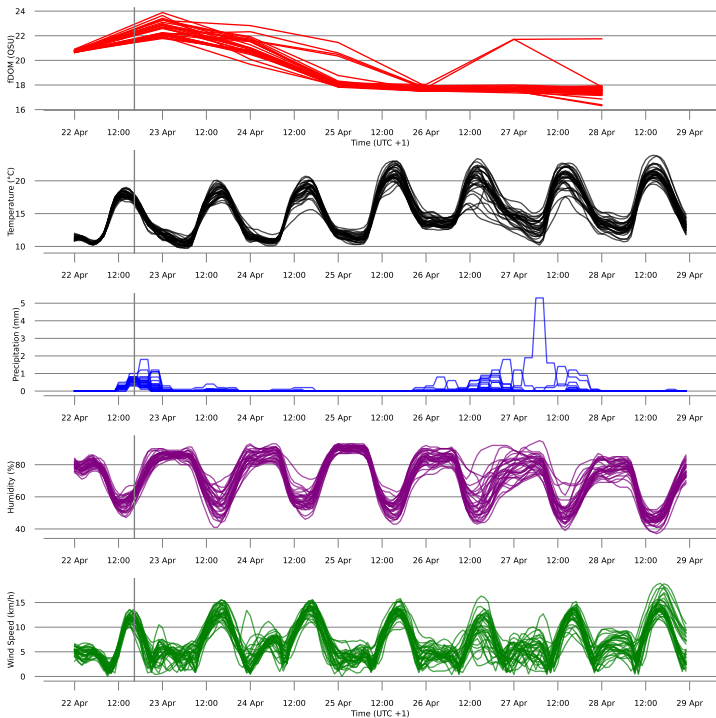 24
22
20
18
16
fDOM (QSU)
22 Apr 12:00 23 Apr 12:00 24 Apr 12:00 25 Apr 12:00 26 Apr 12:00 27 Apr 12:00 28 Apr 12:00 29 Apr
Time (UTC +1)
20
15
10
Temperature (°C)
22 Apr 12:00 23 Apr 12:00 24 Apr 12:00 25 Apr 12:00 26 Apr 12:00 27 Apr 12:00 28 Apr 12:00 29 Apr
5
4
3
2
1
0
Precipitation (mm)
22 Apr 12:00 23 Apr 12:00 24 Apr 12:00 25 Apr 12:00 26 Apr 12:00 27 Apr 12:00 28 Apr 12:00 29 Apr
80
60
40
Humidity (%)
22 Apr 12:00 23 Apr 12:00 24 Apr 12:00 25 Apr 12:00 26 Apr 12:00 27 Apr 12:00 28 Apr 12:00 29 Apr
15
10
5
0
Wind Speed (km/h)
22 Apr 12:00 23 Apr 12:00 24 Apr 12:00 25 Apr 12:00 26 Apr 12:00 27 Apr 12:00 28 Apr 12:00 29 Apr
Time (UTC +1)